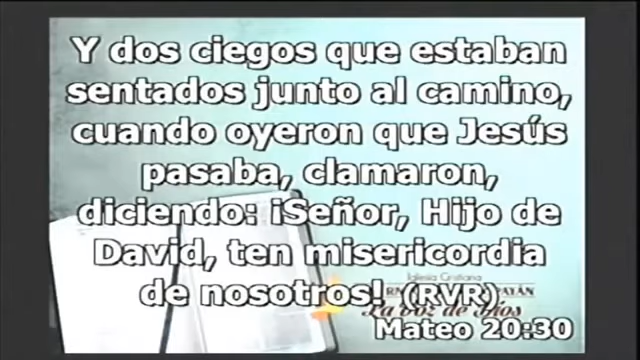 Y dos ciegos que estaban
sentados junto al camino,
cuando oyeron que Jesús
pasaba, clamaron,
diciendo: ¡Señor, Hijo de
David, ten misericordia
de nosotros! (RVR)
Iglesia Cristiana
La Voz de Dios
Mateo 20:30